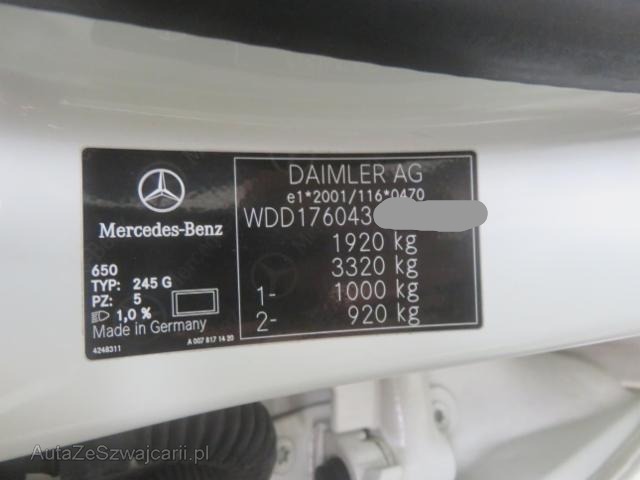 Mercedes-Benz
650
TYP: 245 G
PZ: 5
1,0 %
Made in Germany
4248311
A 007 817 14 20
DAIMLER AG
e1*2001/116*0470
WDD176043
1920 kg
3320 kg
1- 1000 kg
2- 920 kg
AutaZeSzwajcarii.pl